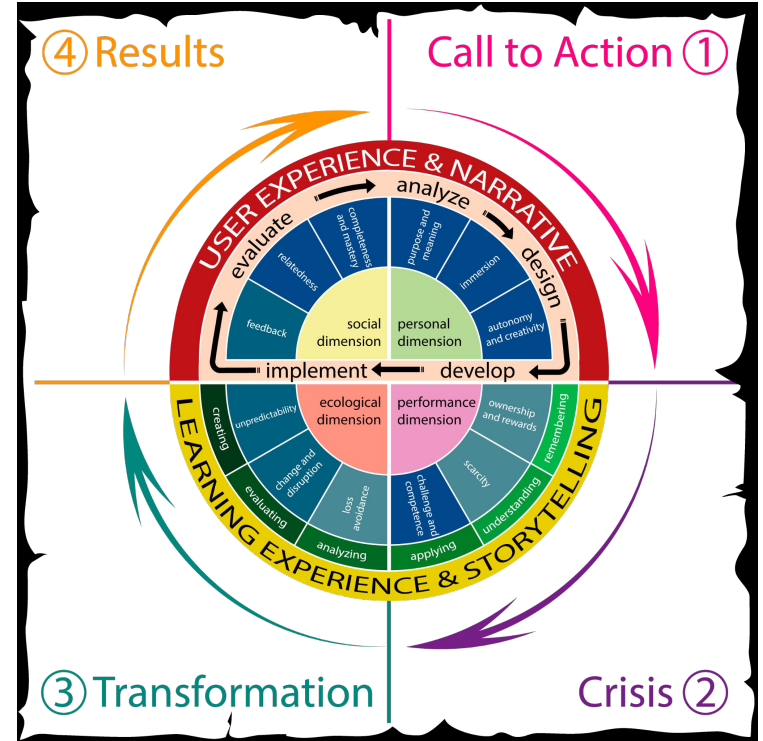 ④ Results
Call to Action ①
USER EXPERIENCE & NARRATIVE
evaluate
analyze
design
develop
implement
feedback
relatedness
completeness
and mastery
purpose and
meaning
immersion
autonomy
and creativity
social
dimension
personal
dimension
ecological
dimension
performance
dimension
unpredictability
change and
disruption
loss
avoidance
challenge and
competence
scarcity
ownership
and rewards
creating
evaluating
analyzing
applying
understanding
remembering
LEARNING EXPERIENCE & STORYTELLING
③ Transformation
Crisis ②